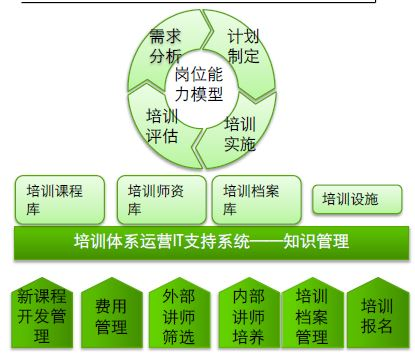 需求
分析
计划
制定
岗位能
力模型
培训
评估
培训
实施
培训课程
库
培训师资
库
培训档案
库
培训设施
培训体系运营IT支持系统——知识管理
新课程
开发管
理
费用
管理
外部
讲师
筛选
内部
讲师
培养
培训
档案
管理
培训
报名